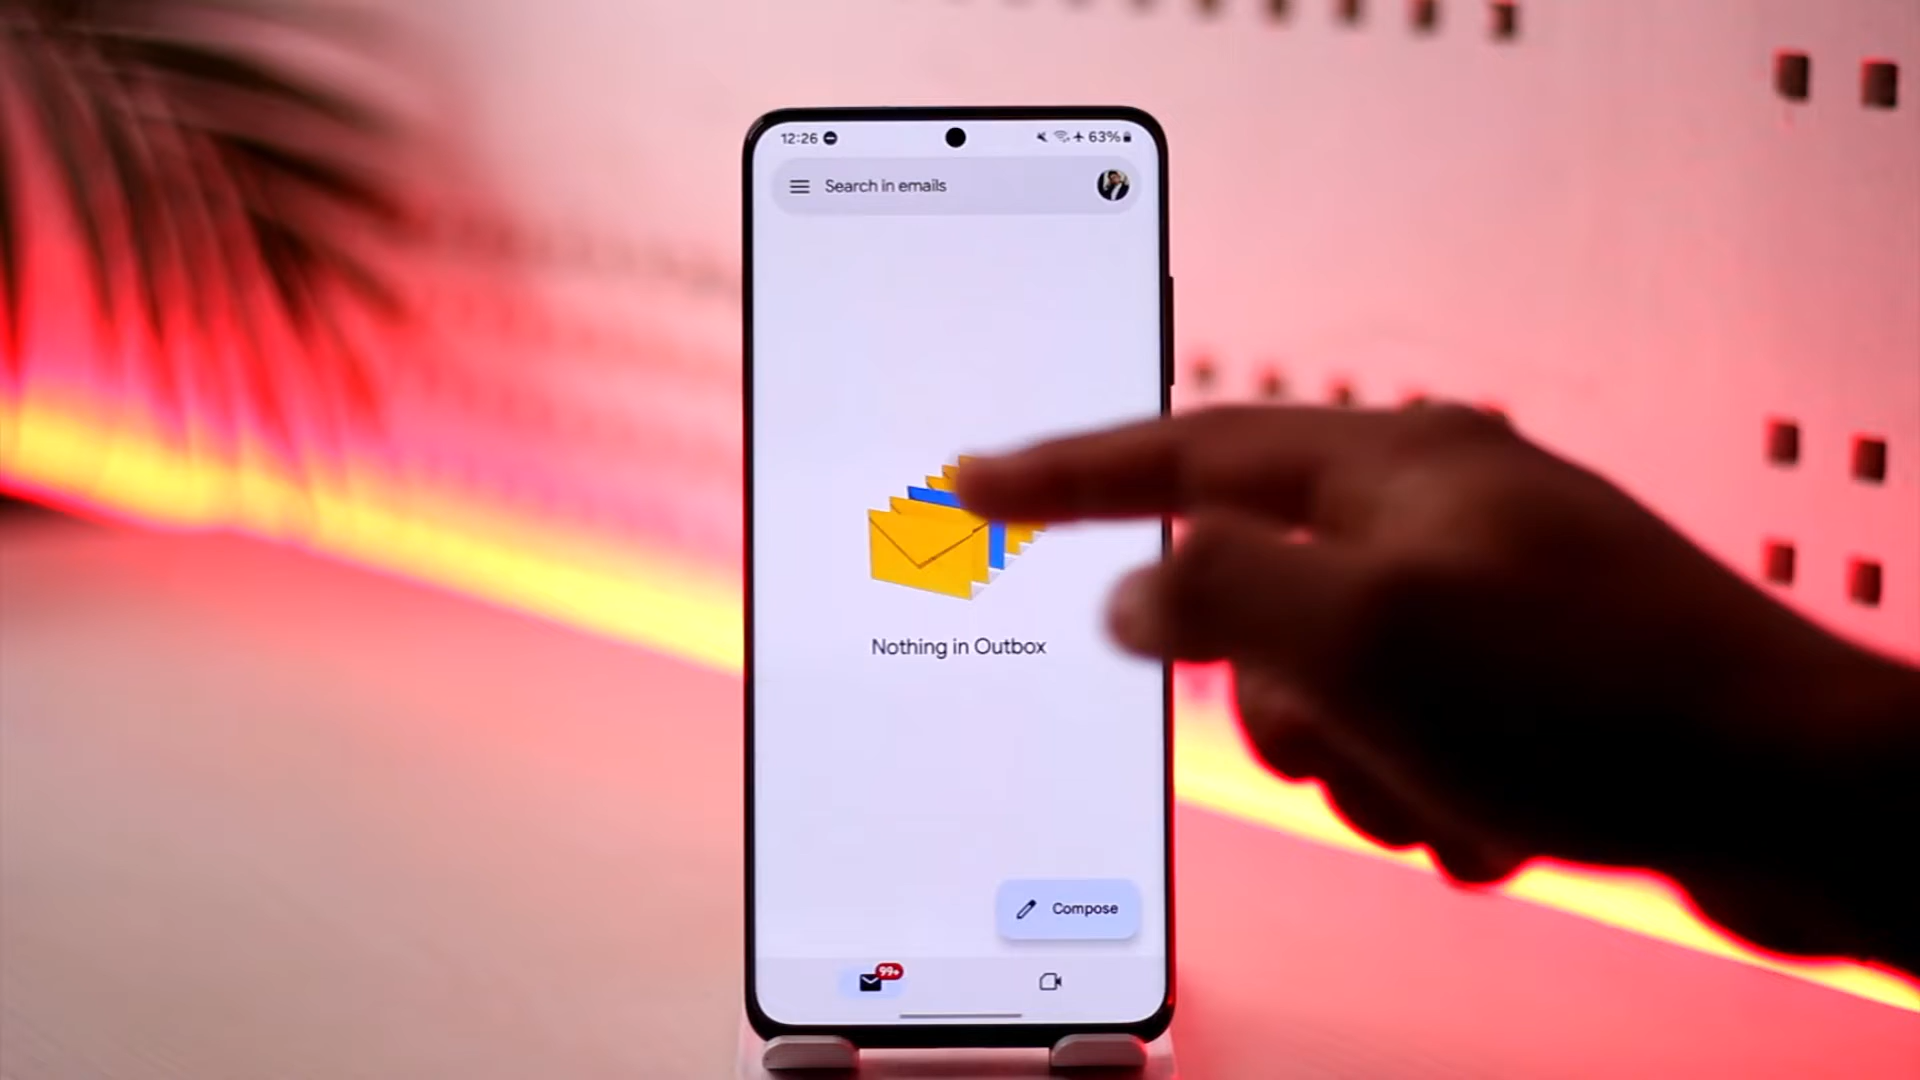 12:26 63%
Search in emails
Nothing in Outbox
Compose
99+